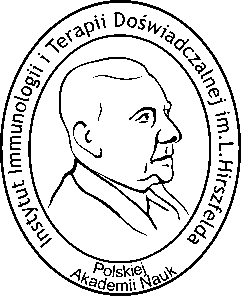 Instytut Immunologii i Terapii Doświadczalnej im.L.Hirszfelda
Polskiej
Akademii Nauk